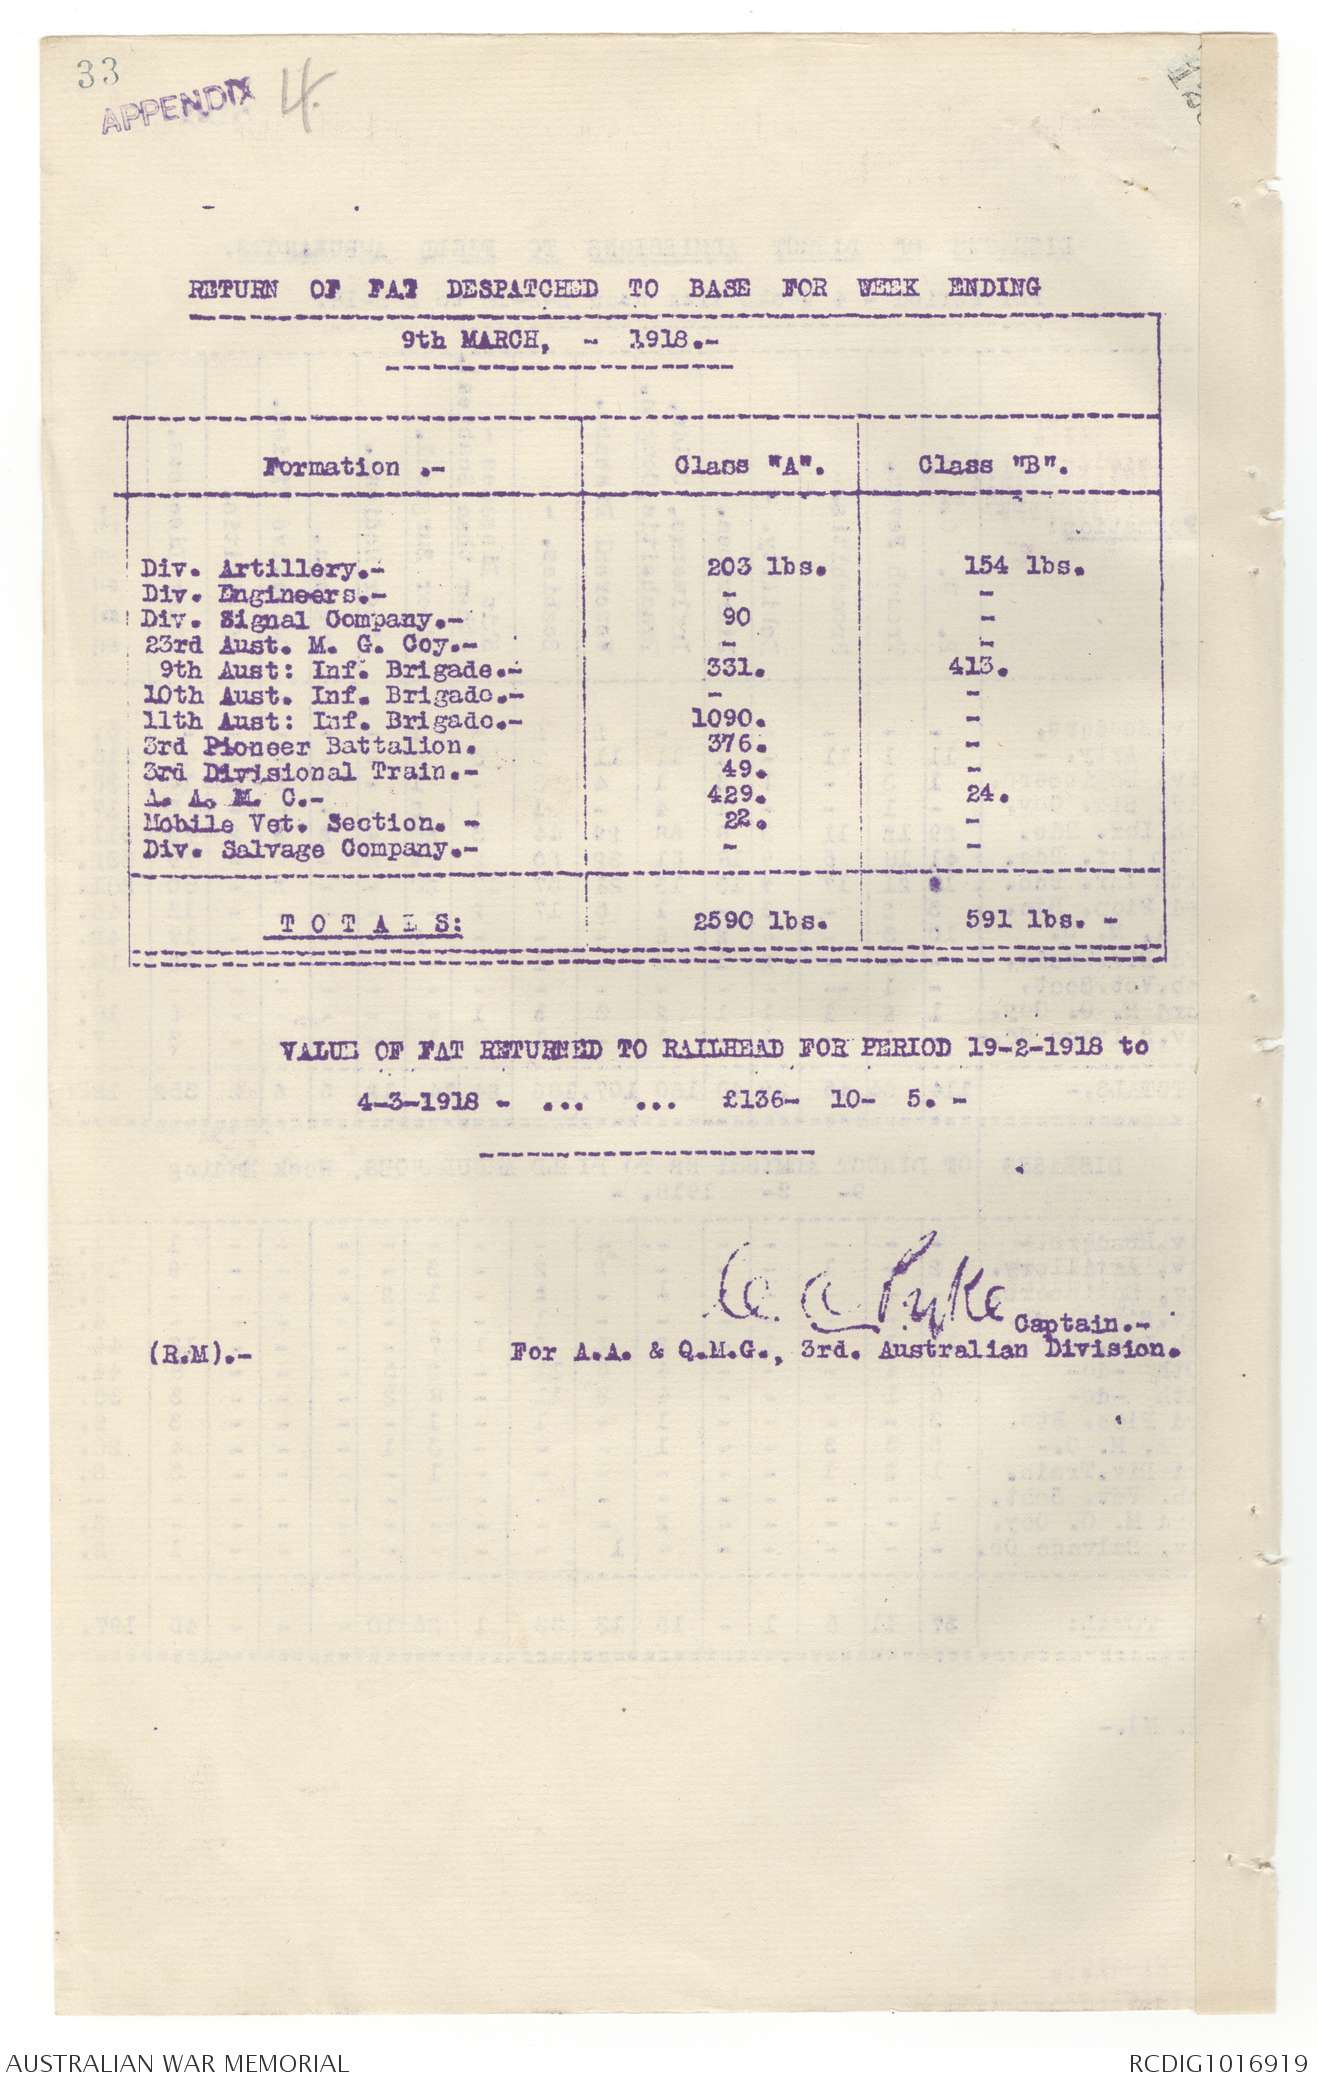 33
APPENDIX 4.
RETURN OF FAT DESPATCHED TO BASE FOR WEEK ENDING
9th MARCH, - 1918.-
Formation .- Class "A". Class "B".
Div. Artillery.- 203 lbs. 154 lbs.
Div. Engineers.- - -
Div. Signal Company.- 90 -
23rd Aust. M. G. Coy.- - -
9th Aust: Inf. Brigade.- 331. 413.
10th Aust. Inf. Brigade.- - -
11th Aust: Inf. Brigade.- 1090. -
3rd Pioneer Battalion. 376. -
3rd Divisional Train.- 49. -
A. A. M. C.- 429. 24.
Mobile Vet. Section. - 22. -
Div. Salvage Company.- - -
T O T A L S: 2590 lbs. 591 lbs. -
VALUE OF FAT RETURNED TO RAILHEAD FOR PERIOD 19-2-1918 to
4-3-1918 - ... ... £136- 10- 5. -
C A Pyke Captain.-
(R.M).- For A.A. & Q.M.G., 3rd. Australian Division.
AUSTRALIAN WAR MEMORIAL RCDIG1016919